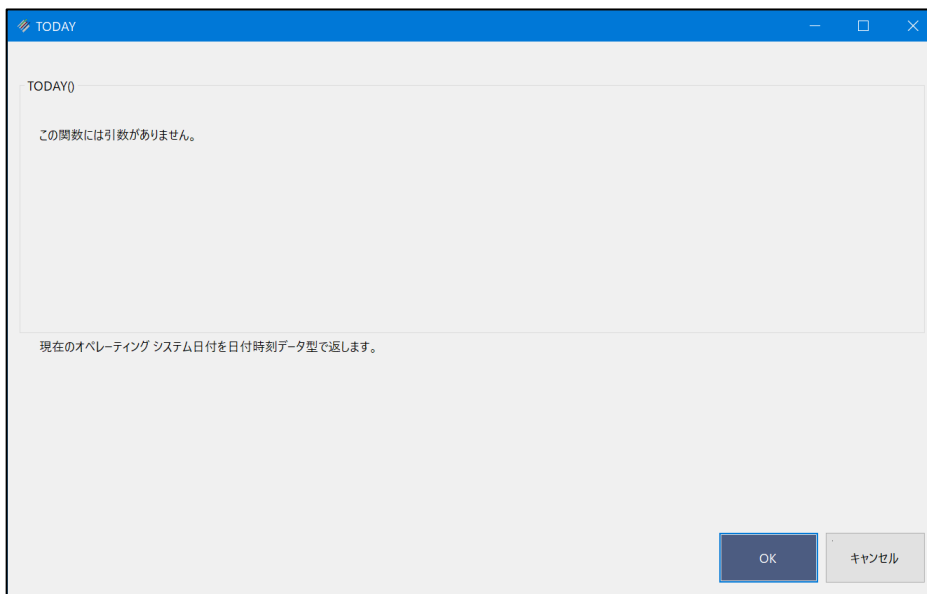 TODAY
TODAY()
この関数には引数がありません。
現在のオペレーティング システム日付を日付時刻データ型で返します。
OK
キャンセル